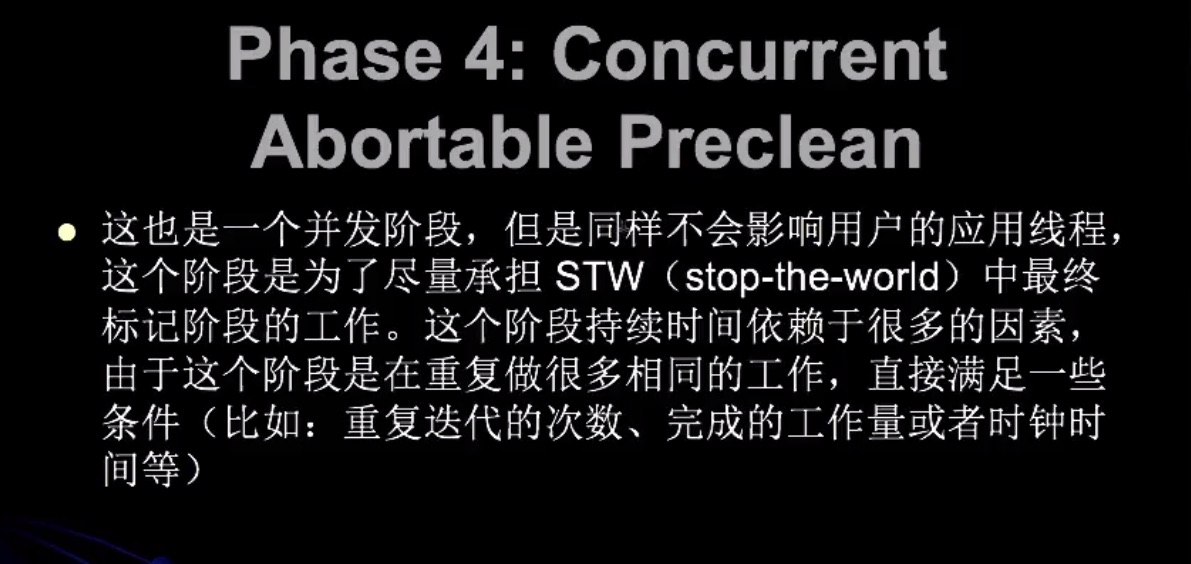 Phase 4: Concurrent
Abortable Preclean
这也是一个并发阶段，但是同样不会影响用户的应用线程，
这个阶段是为了尽量承担 STW（stop-the-world）中最终
标记阶段的工作。这个阶段持续时间依赖于很多的因素，
由于这个阶段是在重复做很多相同的工作，直接满足一些
条件（比如：重复迭代的次数、完成的工作量或者时钟时
间等）